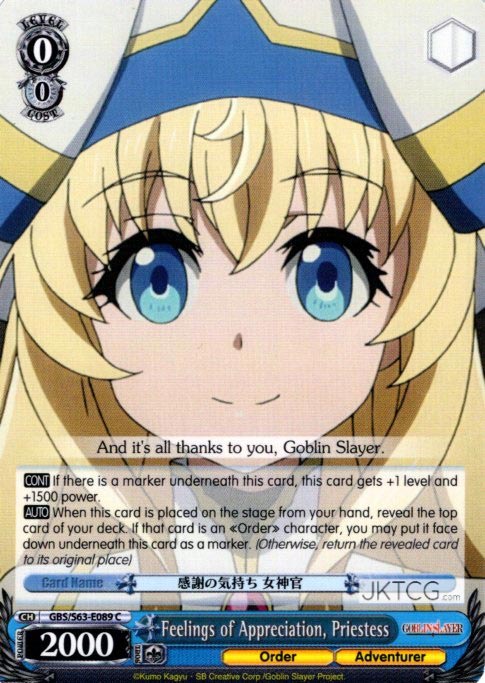 LEVEL
0
0
COST
And it's all thanks to you, Goblin Slayer.
CONT If there is a marker underneath this card, this card gets +1 level and
+1500 power.
AUTO When this card is placed on the stage from your hand, reveal the top
card of your deck. If that card is an «Order» character, you may put it face
down underneath this card as a marker. (Otherwise, return the revealed card
to its original place)
Card Name 感謝の気持ち 女神官
JKTCG.com
CH GBS/S63-E089 C
POWER 2000 SOUL Feelings of Appreciation, Priestess GOBLIN SLAYER
Order Adventurer
©Kumo Kagyu・SB Creative Corp./Goblin Slayer Project.